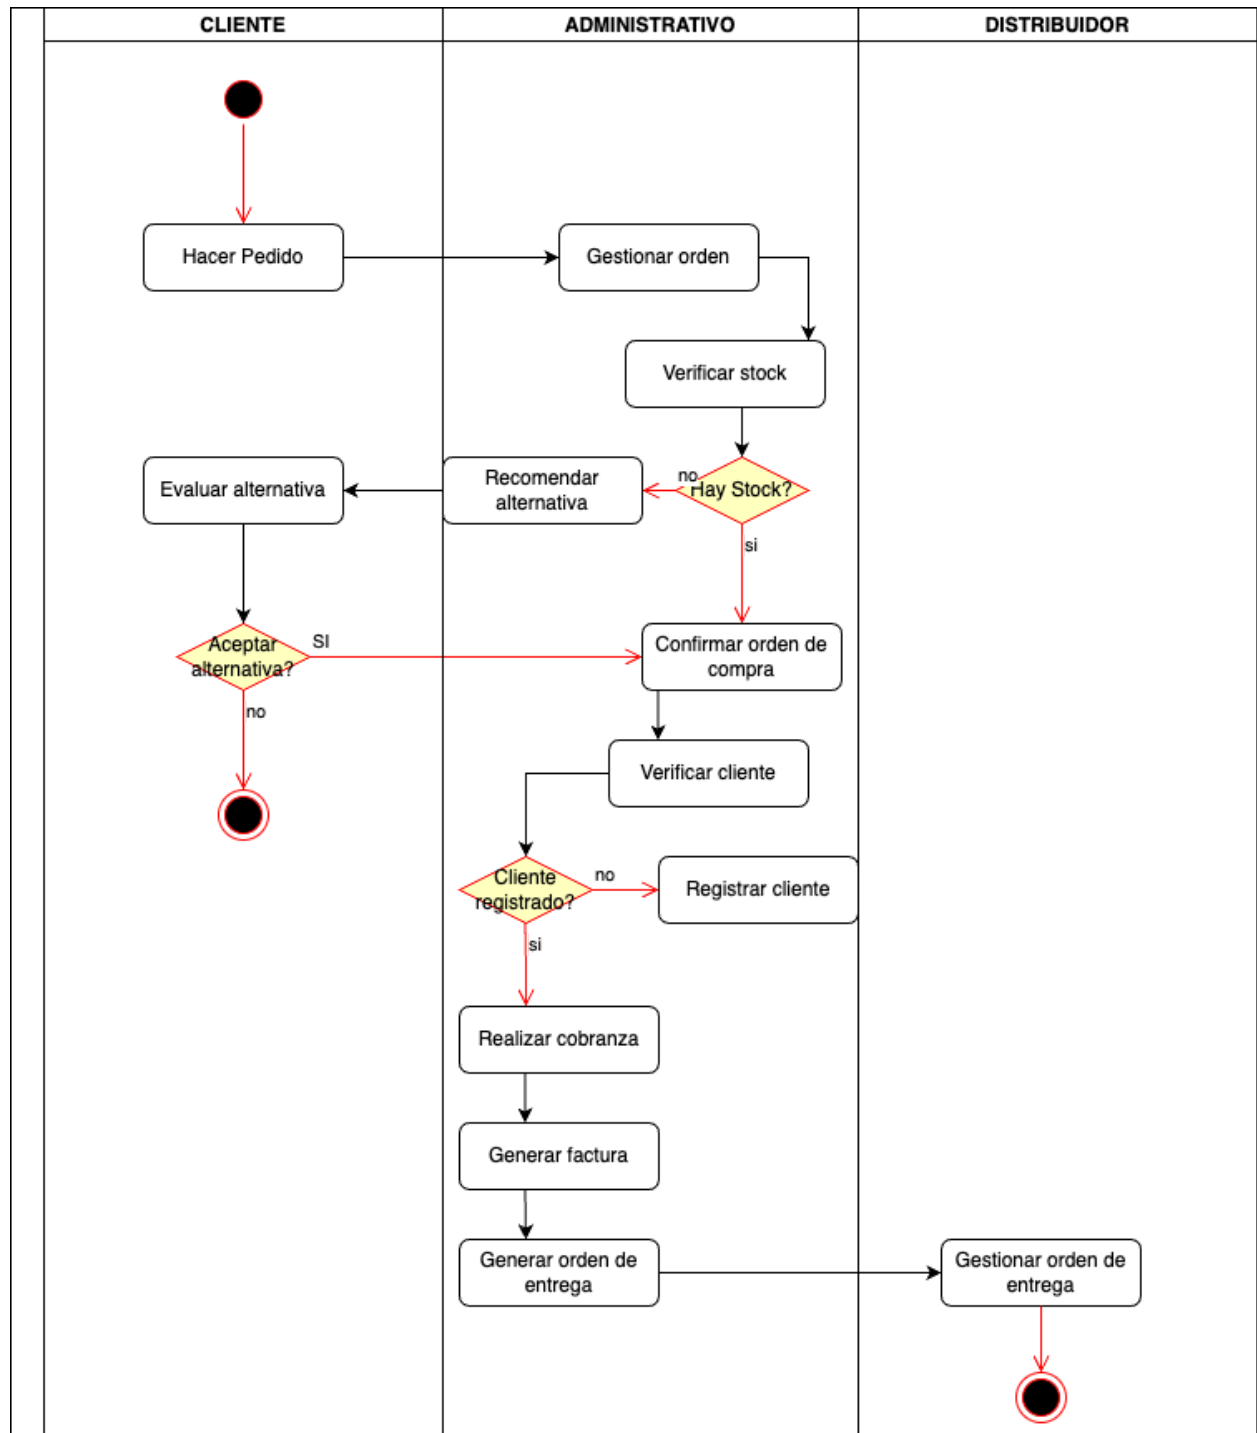 CLIENTE
ADMINISTRATIVO
DISTRIBUIDOR
Hacer Pedido
Gestionar orden
Verificar stock
Evaluar alternativa
Recomendar
alternativa
no
Hay Stock?
si
Aceptar
alternativa?
SI
no
Confirmar orden de
compra
Verificar cliente
Cliente
registrado?
no
Registrar cliente
si
Realizar cobranza
Generar factura
Generar orden de
entrega
Gestionar orden de
entrega